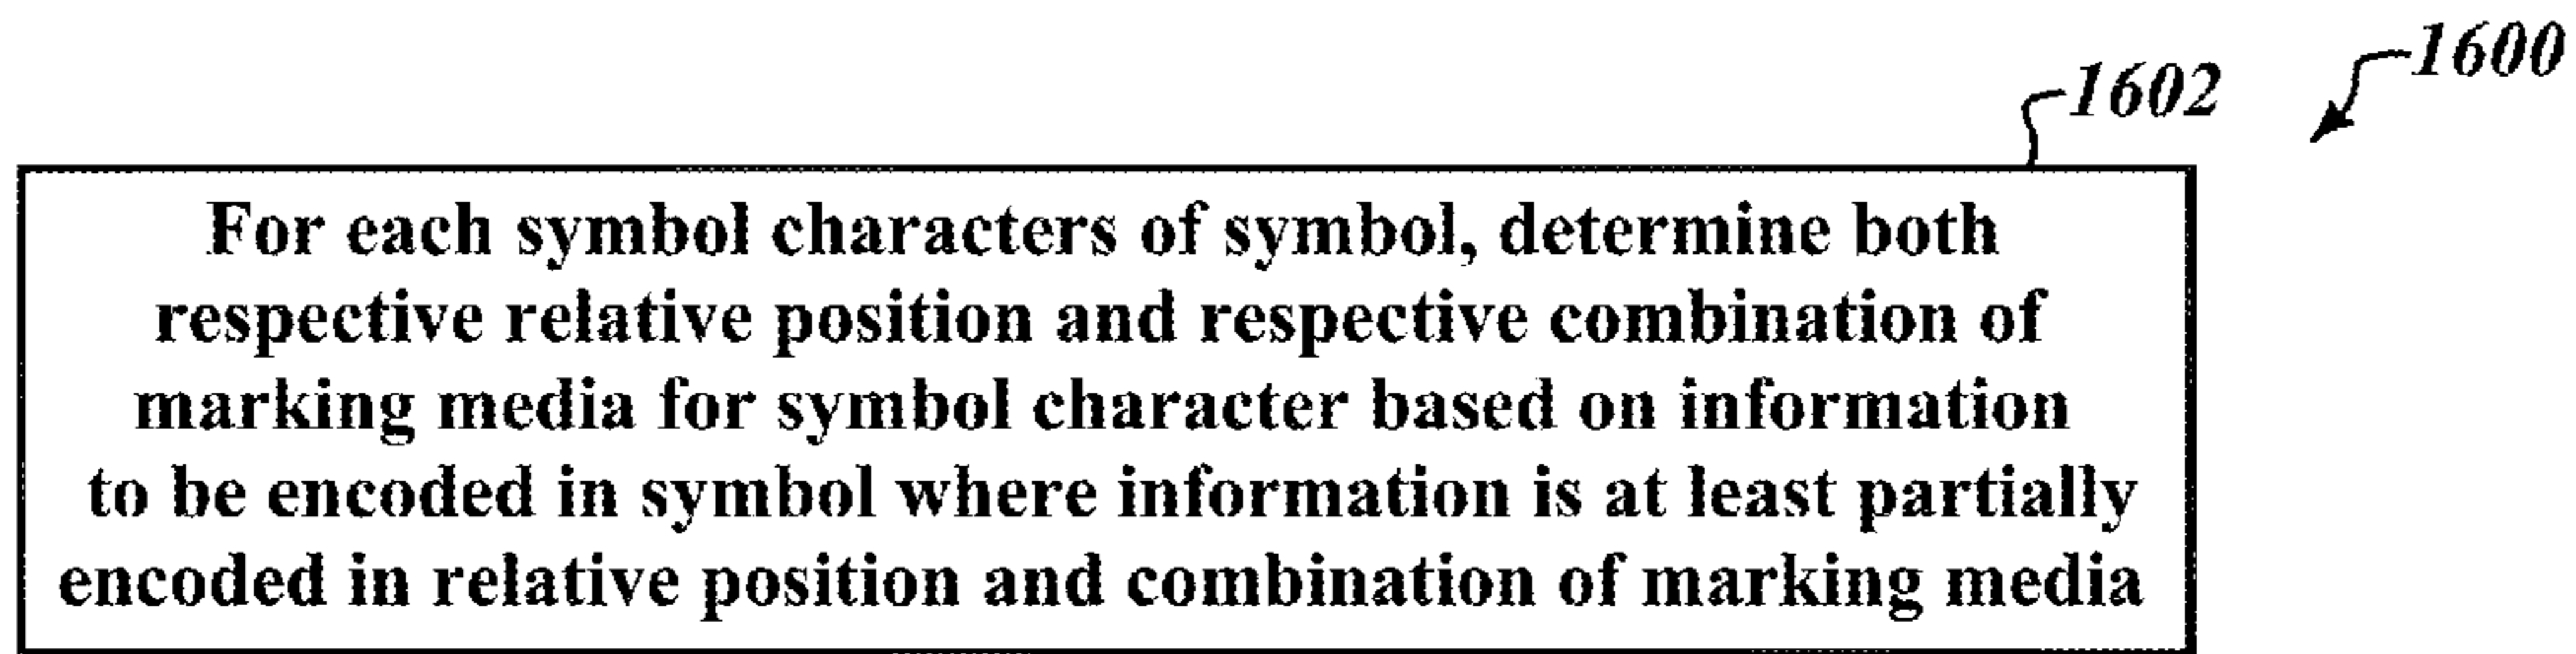 1600
1602
For each symbol characters of symbol, determine both
respective relative position and respective combination of
marking media for symbol character based on information
to be encoded in symbol where information is at least partially
encoded in relative position and combination of marking media